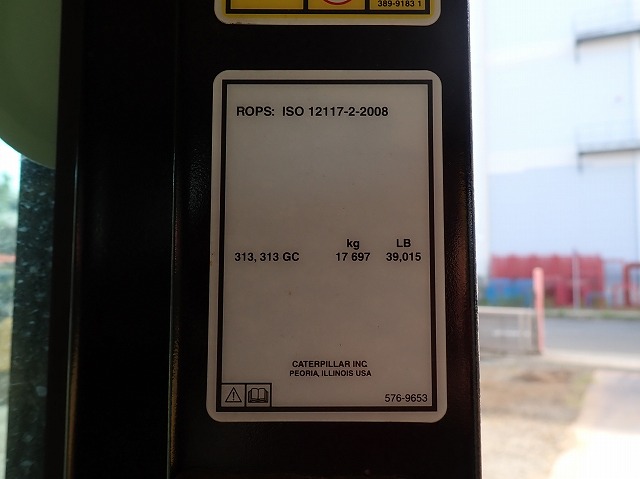 389-9183 1
ROPS: ISO 12117-2-2008
kg LB
313, 313 GC 17 697 39,015
CATERPILLAR INC
PEORIA, ILLINOIS USA
576-9653